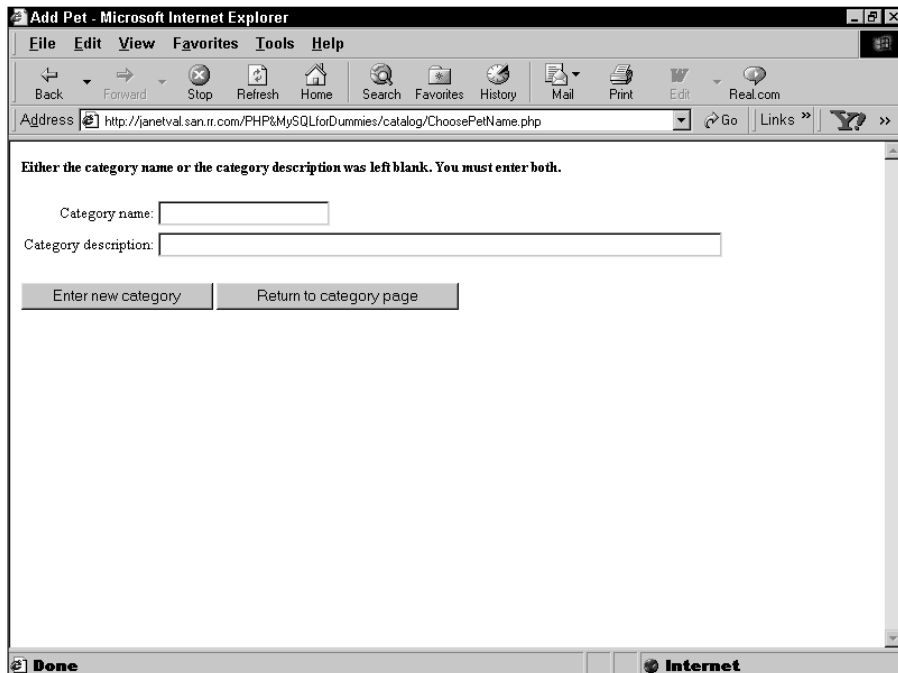 Add Pet - Microsoft Internet Explorer
File Edit View Favorites Tools Help
Back Forward Stop Refresh Home Search Favorites History Mail Print Edit Real.com
Address http://janetval.san.rr.com/PHP&MySQLforDummies/catalog/ChoosePetName.php Go Links » Y? »
Either the category name or the category description was left blank. You must enter both.
Category name:
Category description:
Enter new category Return to category page
Done Internet